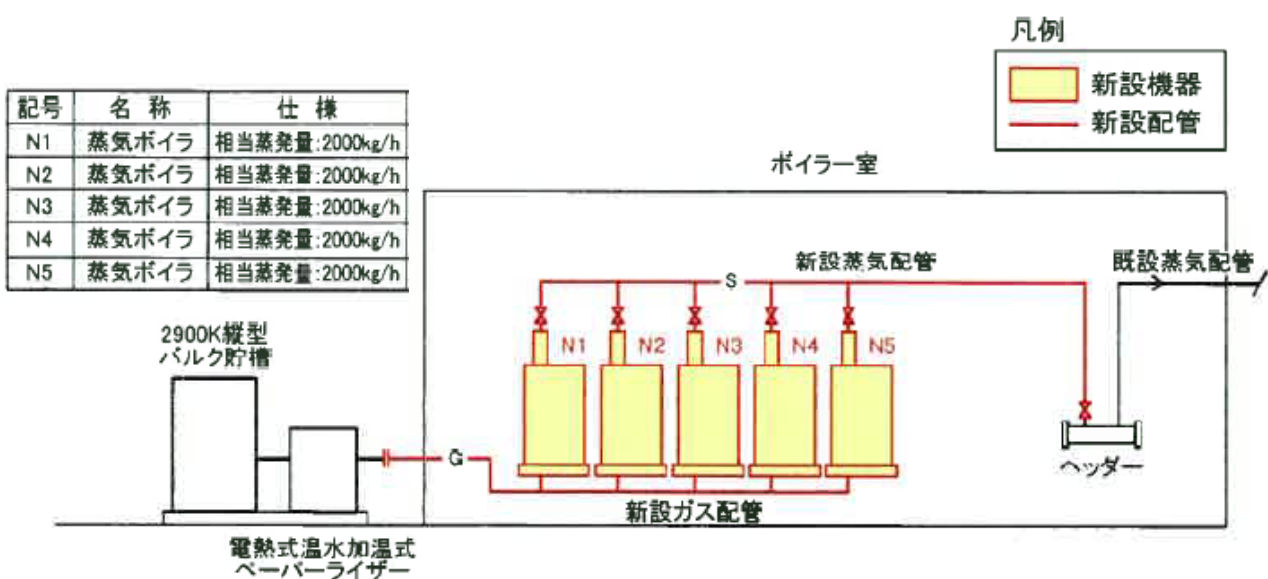 凡例
新設機器
新設配管
記号 名称 仕様
N1 蒸気ボイラ 相当蒸発量:2000kg/h
N2 蒸気ボイラ 相当蒸発量:2000kg/h
N3 蒸気ボイラ 相当蒸発量:2000kg/h
N4 蒸気ボイラ 相当蒸発量:2000kg/h
N5 蒸気ボイラ 相当蒸発量:2000kg/h
ボイラー室
新設蒸気配管
既設蒸気配管
S
2900K縦型
バルク貯槽
N1 N2 N3 N4 N5
G
ヘッダー
新設ガス配管
電熱式温水加温式
ベーパーライザー